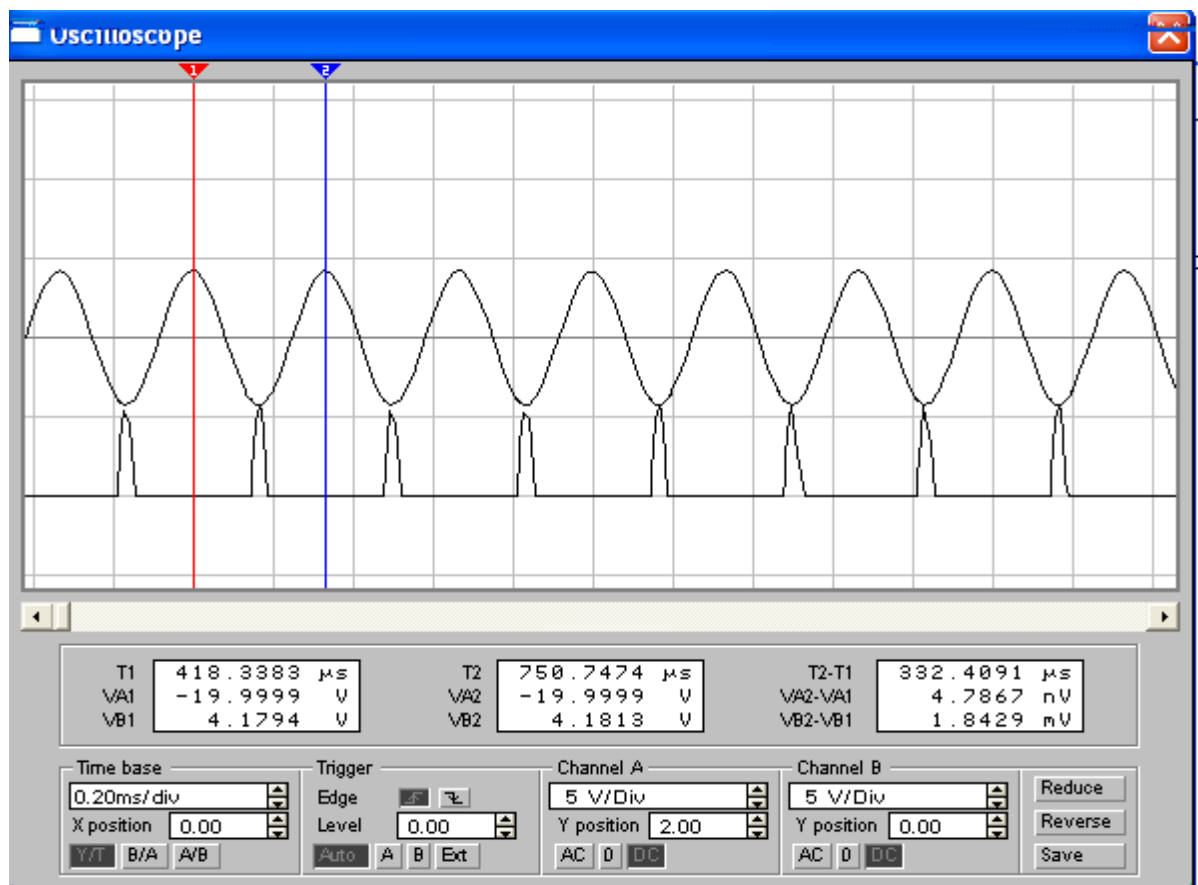 Oscilloscope
1 2
T1 418.3383 μs T2 750.7474 μs T2-T1 332.4091 μs
VA1 -19.9999 V VA2 -19.9999 V VA2-VA1 4.7867 nV
VB1 4.1794 V VB2 4.1813 V VB2-VB1 1.8429 mV
Time base Trigger Channel A Channel B
0.20ms/div Edge 5 V/Div 5 V/Div Reduce
X position 0.00 Level 0.00 Y position 2.00 Y position 0.00 Reverse
Y/T B/A A/B Auto A B Ext AC 0 DC AC 0 DC Save